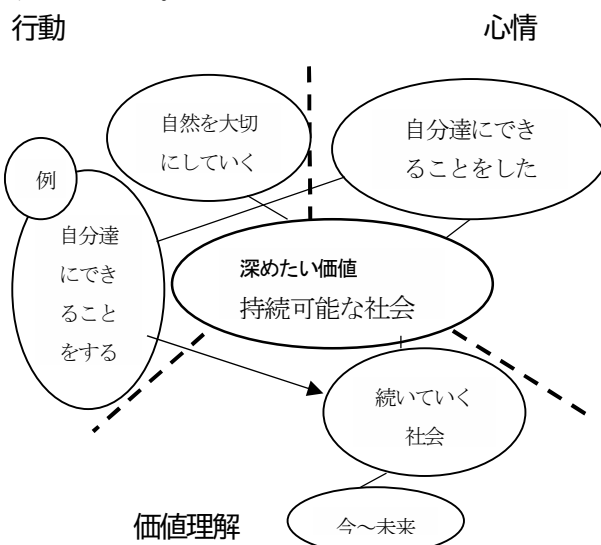 行動
心情
自然を大切
にしていく
自分達にでき
ることをした
例
自分達
にでき
ること
をする
深めたい価値
持続可能な社会
続いていく
社会
価値理解
今～未来